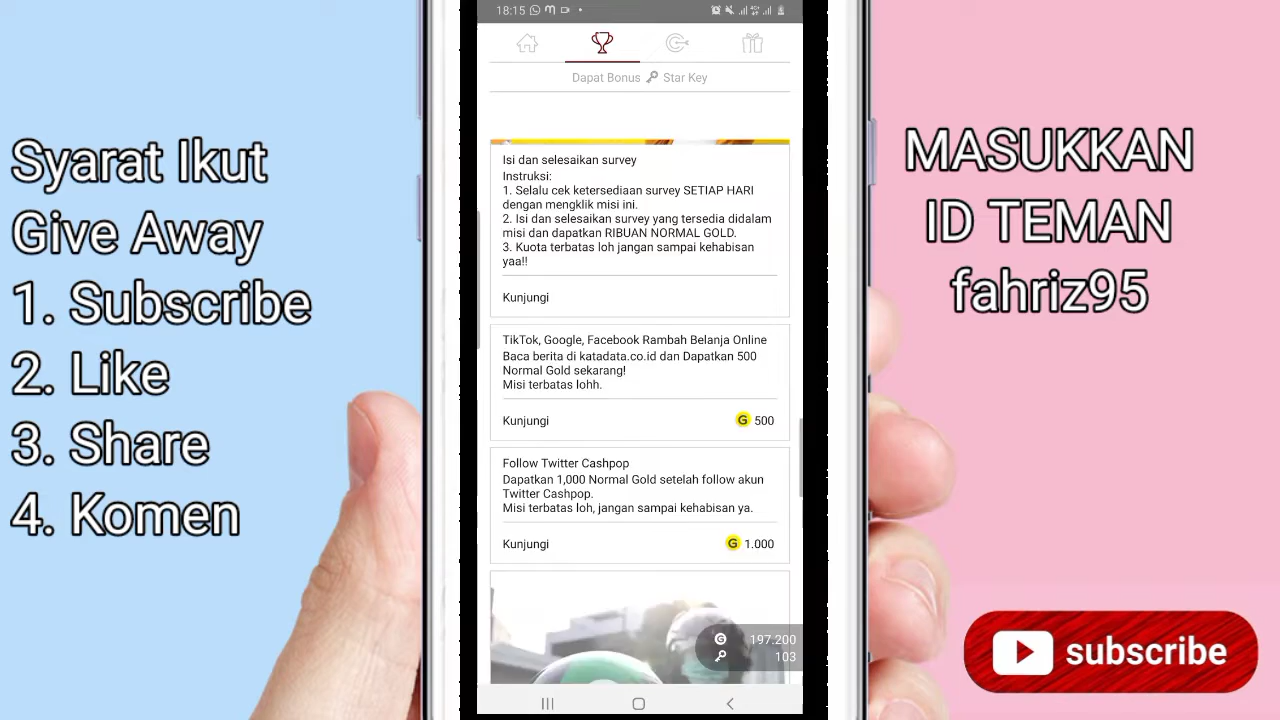 Syarat Ikut
Give Away
1. Subscribe
2. Like
3. Share
4. Komen
18:15
Dapat Bonus Star Key
Isi dan selesaikan survey
Instruksi:
1. Selalu cek ketersediaan survey SETIAP HARI
dengan mengklik misi ini.
2. Isi dan selesaikan survey yang tersedia didalam
misi dan dapatkan RIBUAN NORMAL GOLD.
3. Kuota terbatas loh jangan sampai kehabisan
yaa!!
Kunjungi
TikTok, Google, Facebook Rambah Belanja Online
Baca berita di katadata.co.id dan Dapatkan 500
Normal Gold sekarang!
Misi terbatas lohh.
Kunjungi G 500
Follow Twitter Cashpop
Dapatkan 1,000 Normal Gold setelah follow akun
Twitter Cashpop.
Misi terbatas loh, jangan sampai kehabisan ya.
Kunjungi G 1.000
G 197.200
103
MASUKKAN
ID TEMAN
fahriz95
subscribe